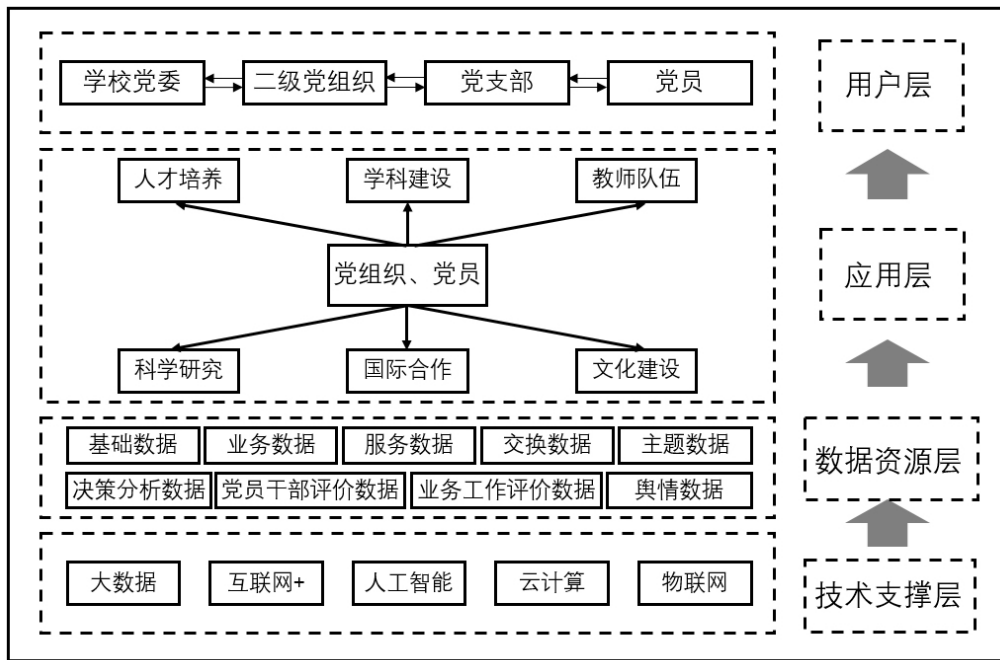 学校党委 二级党组织 党支部 党员
用户层
人才培养 学科建设 教师队伍
党组织、党员
应用层
科学研究 国际合作 文化建设
基础数据 业务数据 服务数据 交换数据 主题数据
数据资源层
决策分析数据 党员干部评价数据 业务工作评价数据 舆情数据
大数据 互联网+ 人工智能 云计算 物联网
技术支撑层